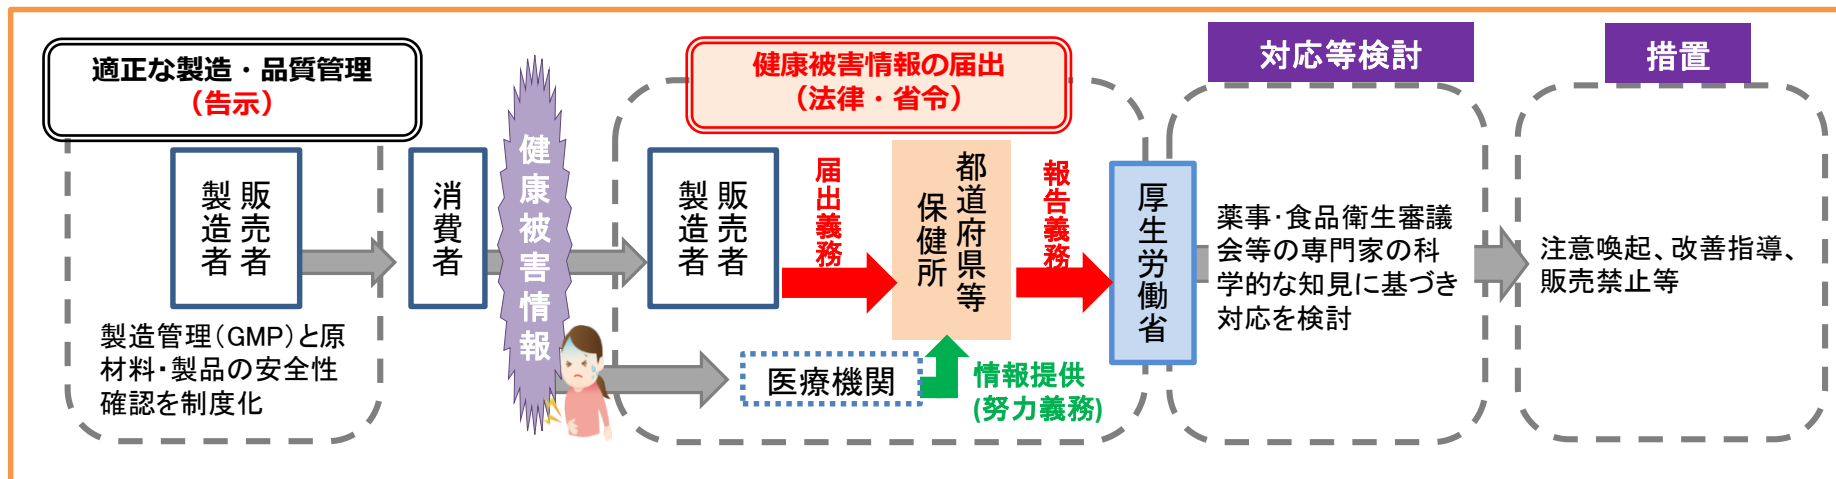 適正な製造・品質管理
（告示）
製造者
販売者
製造管理（GMP）と原
材料・製品の安全性
確認を制度化
消費者
健康被害情報
健康被害情報の届出
（法律・省令）
製造者
販売者
届出義務
都道府県等
保健所
報告義務
医療機関
情報提供
(努力義務)
厚生労働省
対応等検討
薬事・食品衛生審議
会等の専門家の科
学的な知見に基づき
対応を検討
措置
注意喚起、改善指導、
販売禁止等